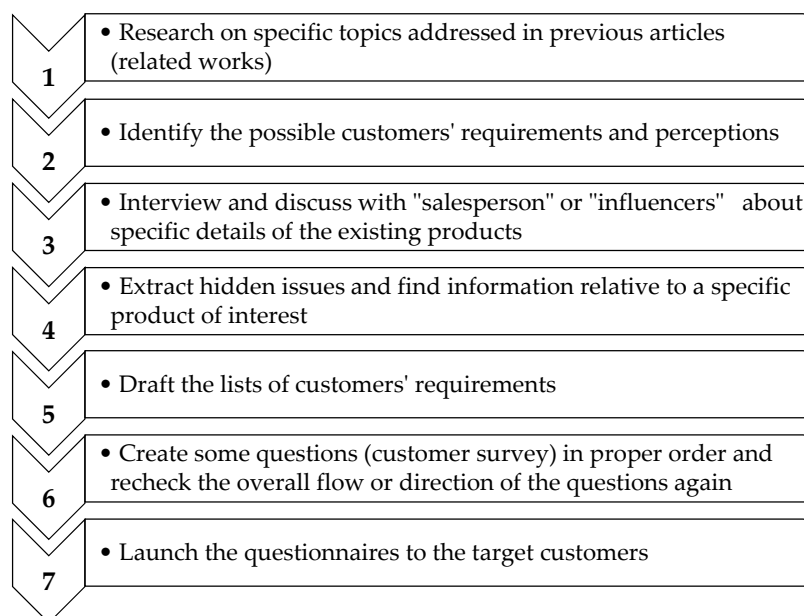 1
• Research on specific topics addressed in previous articles
(related works)
2
• Identify the possible customers' requirements and perceptions
3
• Interview and discuss with "salesperson" or "influencers" about
specific details of the existing products
4
• Extract hidden issues and find information relative to a specific
product of interest
5
• Draft the lists of customers' requirements
6
• Create some questions (customer survey) in proper order and
recheck the overall flow or direction of the questions again
7
• Launch the questionnaires to the target customers